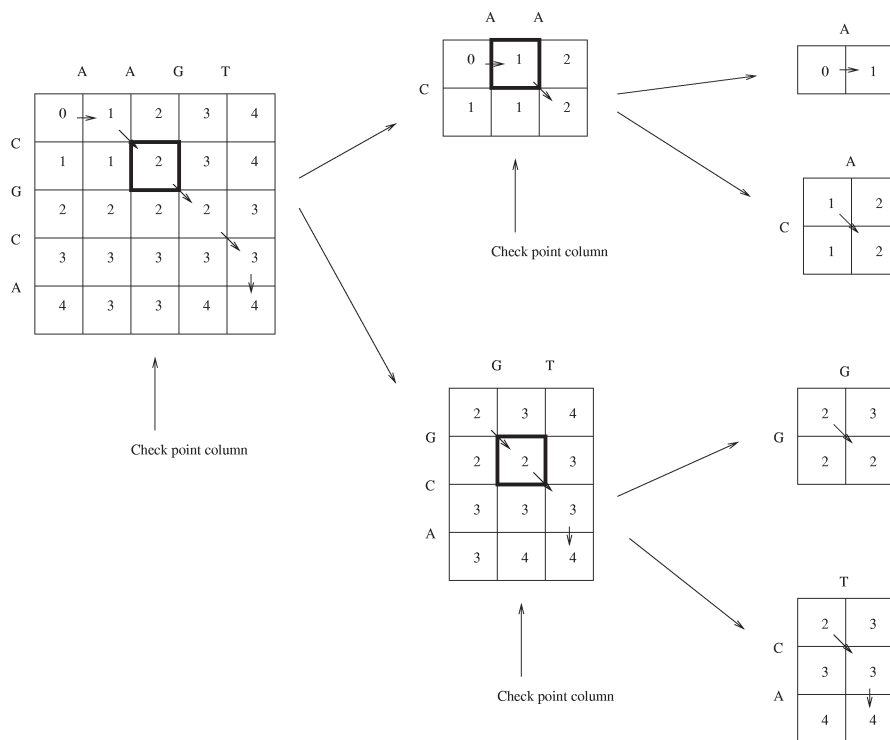 A A G T
0 1 2 3 4
C
1 1 2 3 4
G
2 2 2 2 3
C
3 3 3 3 3
A
4 3 3 4 4
Check point column
A A
0 1 2
C
1 1 2
Check point column
A
0 1
A
1 2
C
1 2
G T
2 3 4
G
2 2 3
C
3 3 3
A
3 4 4
Check point column
G
2 3
G
2 2
T
2 3
C
3 3
A
4 4